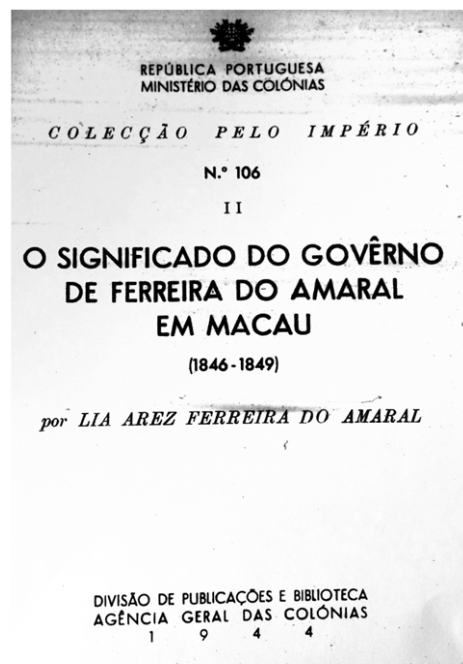 REPÚBLICA PORTUGUESA
MINISTÉRIO DAS COLÓNIAS
COLECÇÃO PELO IMPÉRIO
N.º 106
II
O SIGNIFICADO DO GOVÊRNO
DE FERREIRA DO AMARAL
EM MACAU
(1846-1849)
por LIA AREZ FERREIRA DO AMARAL
DIVISÃO DE PUBLICAÇÕES E BIBLIOTECA
AGÊNCIA GERAL DAS COLÓNIAS
1 9 4 4